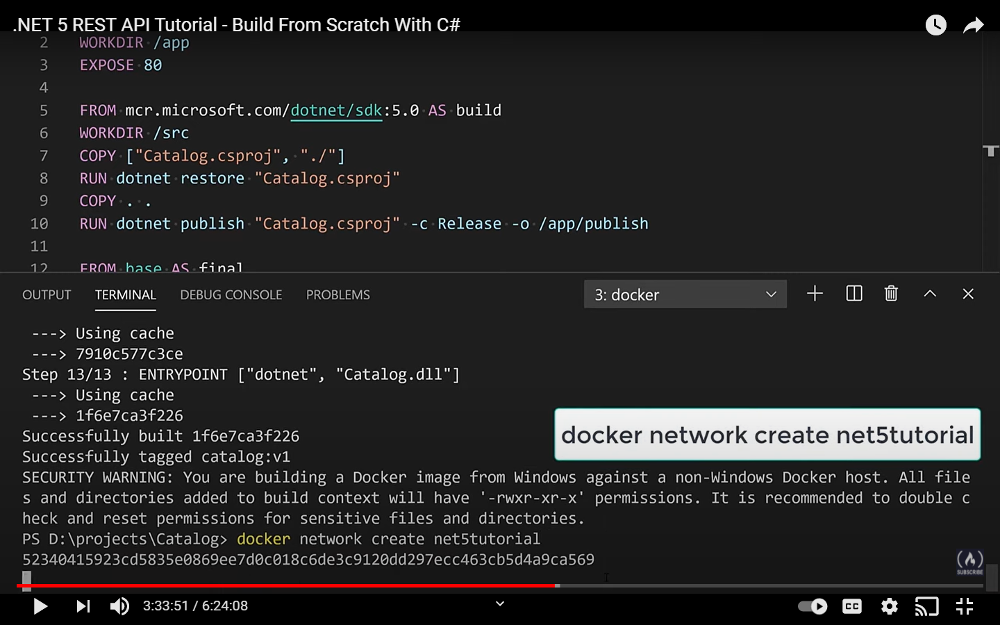 .NET 5 REST API Tutorial - Build From Scratch With C#
2 WORKDIR /app
3 EXPOSE 80
4
5 FROM mcr.microsoft.com/dotnet/sdk:5.0 AS build
6 WORKDIR /src
7 COPY ["Catalog.csproj", "./"]
8 RUN dotnet restore "Catalog.csproj"
9 COPY . .
10 RUN dotnet publish "Catalog.csproj" -c Release -o /app/publish
11
12 FROM base AS final
OUTPUT TERMINAL DEBUG CONSOLE PROBLEMS 3: docker
---> Using cache
---> 7910c577c3ce
Step 13/13 : ENTRYPOINT ["dotnet", "Catalog.dll"]
---> Using cache
---> 1f6e7ca3f226
Successfully built 1f6e7ca3f226
docker network create net5tutorial
Successfully tagged catalog:v1
SECURITY WARNING: You are building a Docker image from Windows against a non-Windows Docker host. All file
s and directories added to build context will have '-rwxr-xr-x' permissions. It is recommended to double c
heck and reset permissions for sensitive files and directories.
PS D:\projects\Catalog> docker network create net5tutorial
52340415923cd5835e0869ee7d0c018c6de3c9120dd297ecc463cb5d4a9ca569
SUBSCRIBE
3:33:51 / 6:24:08
CC